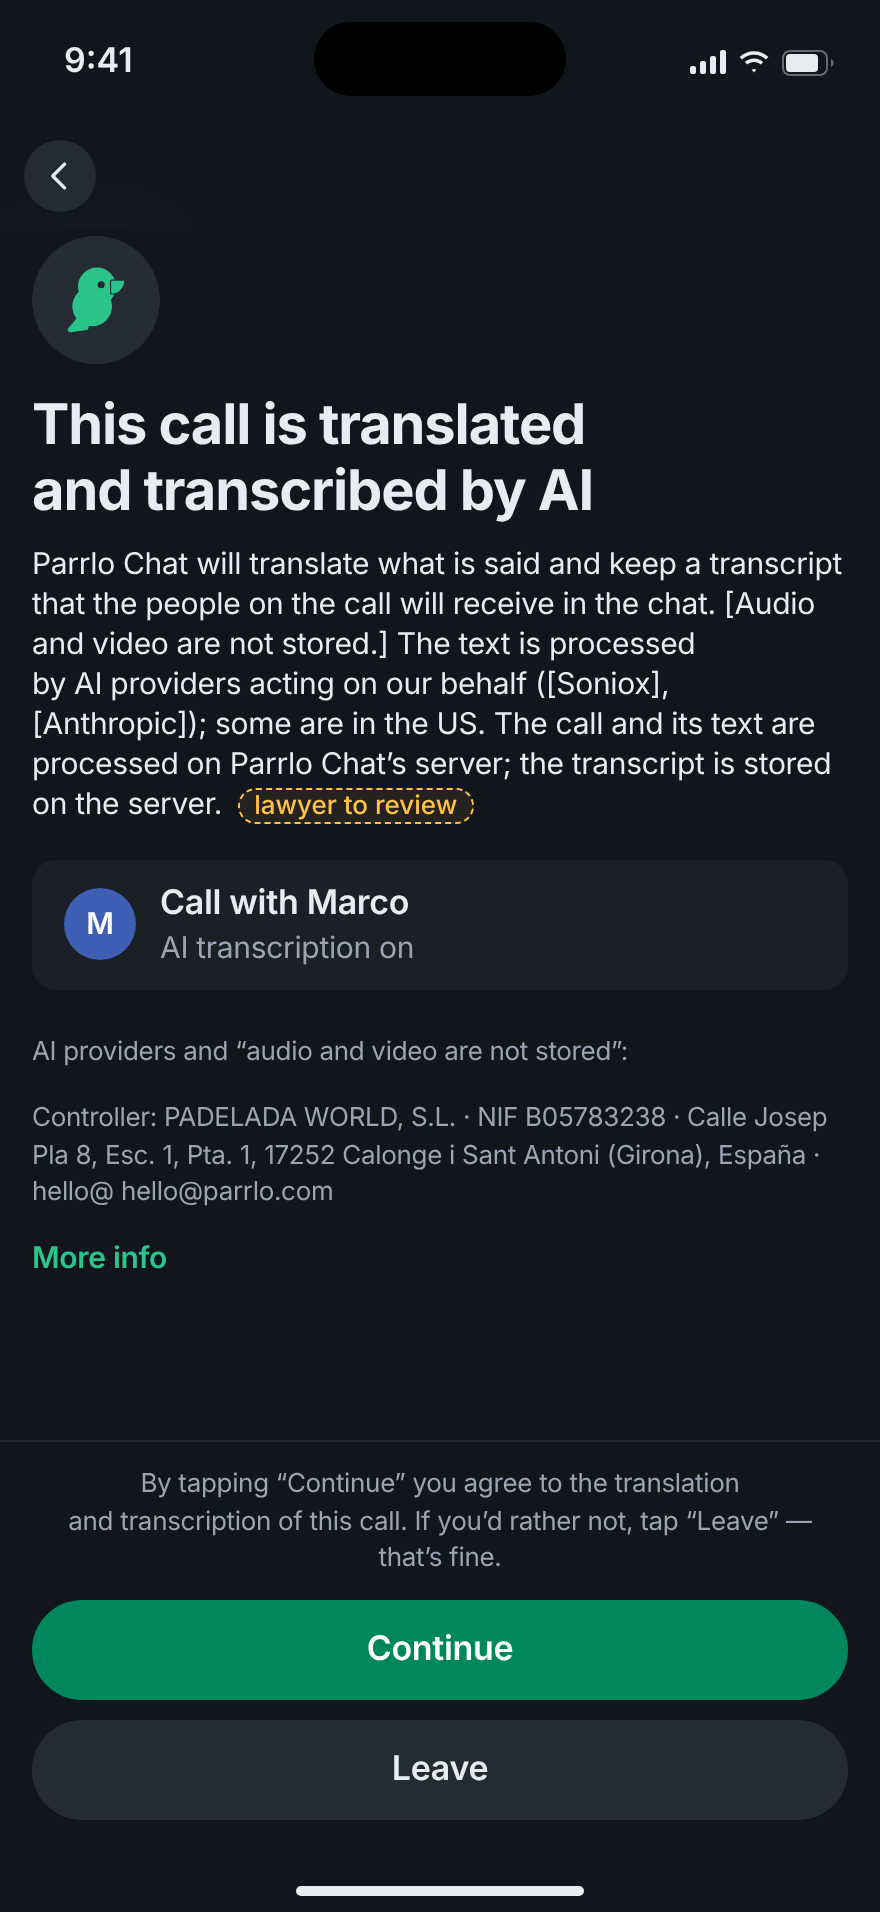 9:41
This call is translated
and transcribed by AI
Parrlo Chat will translate what is said and keep a transcript
that the people on the call will receive in the chat. [Audio
and video are not stored.] The text is processed
by AI providers acting on our behalf ([Soniox],
[Anthropic]); some are in the US. The call and its text are
processed on Parrlo Chat’s server; the transcript is stored
on the server. lawyer to review
M
Call with Marco
AI transcription on
AI providers and “audio and video are not stored”:
Controller: PADELADA WORLD, S.L. · NIF B05783238 · Calle Josep
Pla 8, Esc. 1, Pta. 1, 17252 Calonge i Sant Antoni (Girona), España ·
hello@ hello@parrlo.com
More info
By tapping “Continue” you agree to the translation
and transcription of this call. If you’d rather not, tap “Leave” —
that’s fine.
Continue
Leave